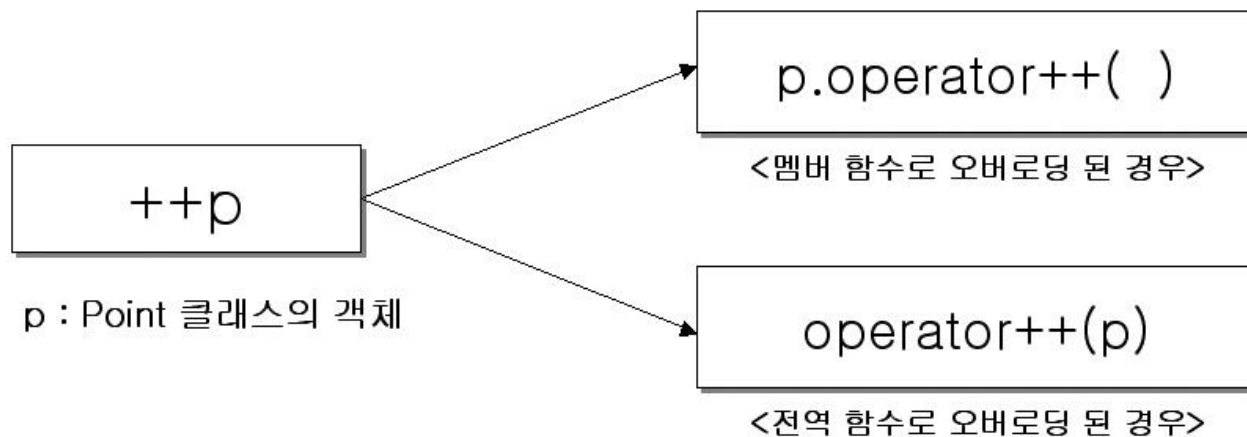 ++p
p : Point 클래스의 객체
p.operator++( )
<멤버 함수로 오버로딩 된 경우>
operator++(p)
<전역 함수로 오버로딩 된 경우>